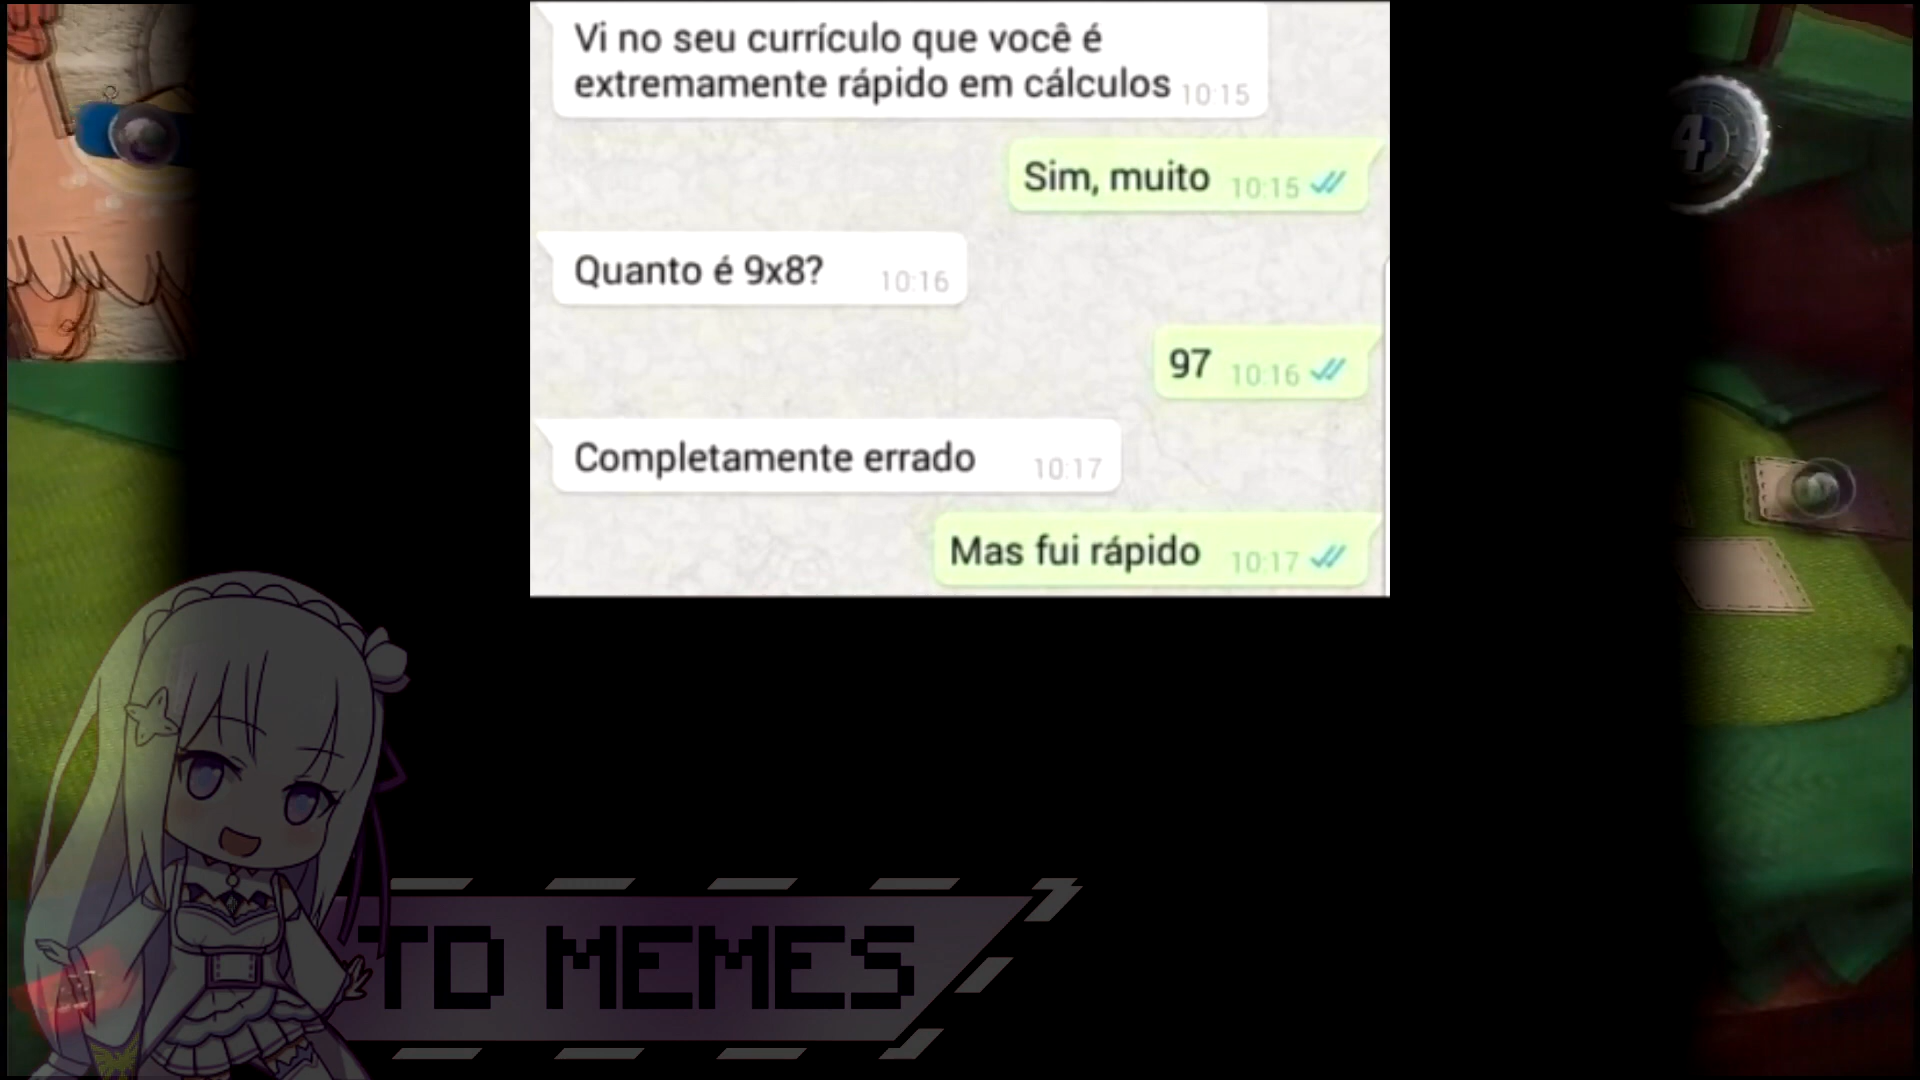 Vi no seu currículo que você é
extremamente rápido em cálculos 10:15
Sim, muito 10:15
Quanto é 9x8? 10:16
97 10:16
Completamente errado 10:17
Mas fui rápido 10:17
4
TD MEMES